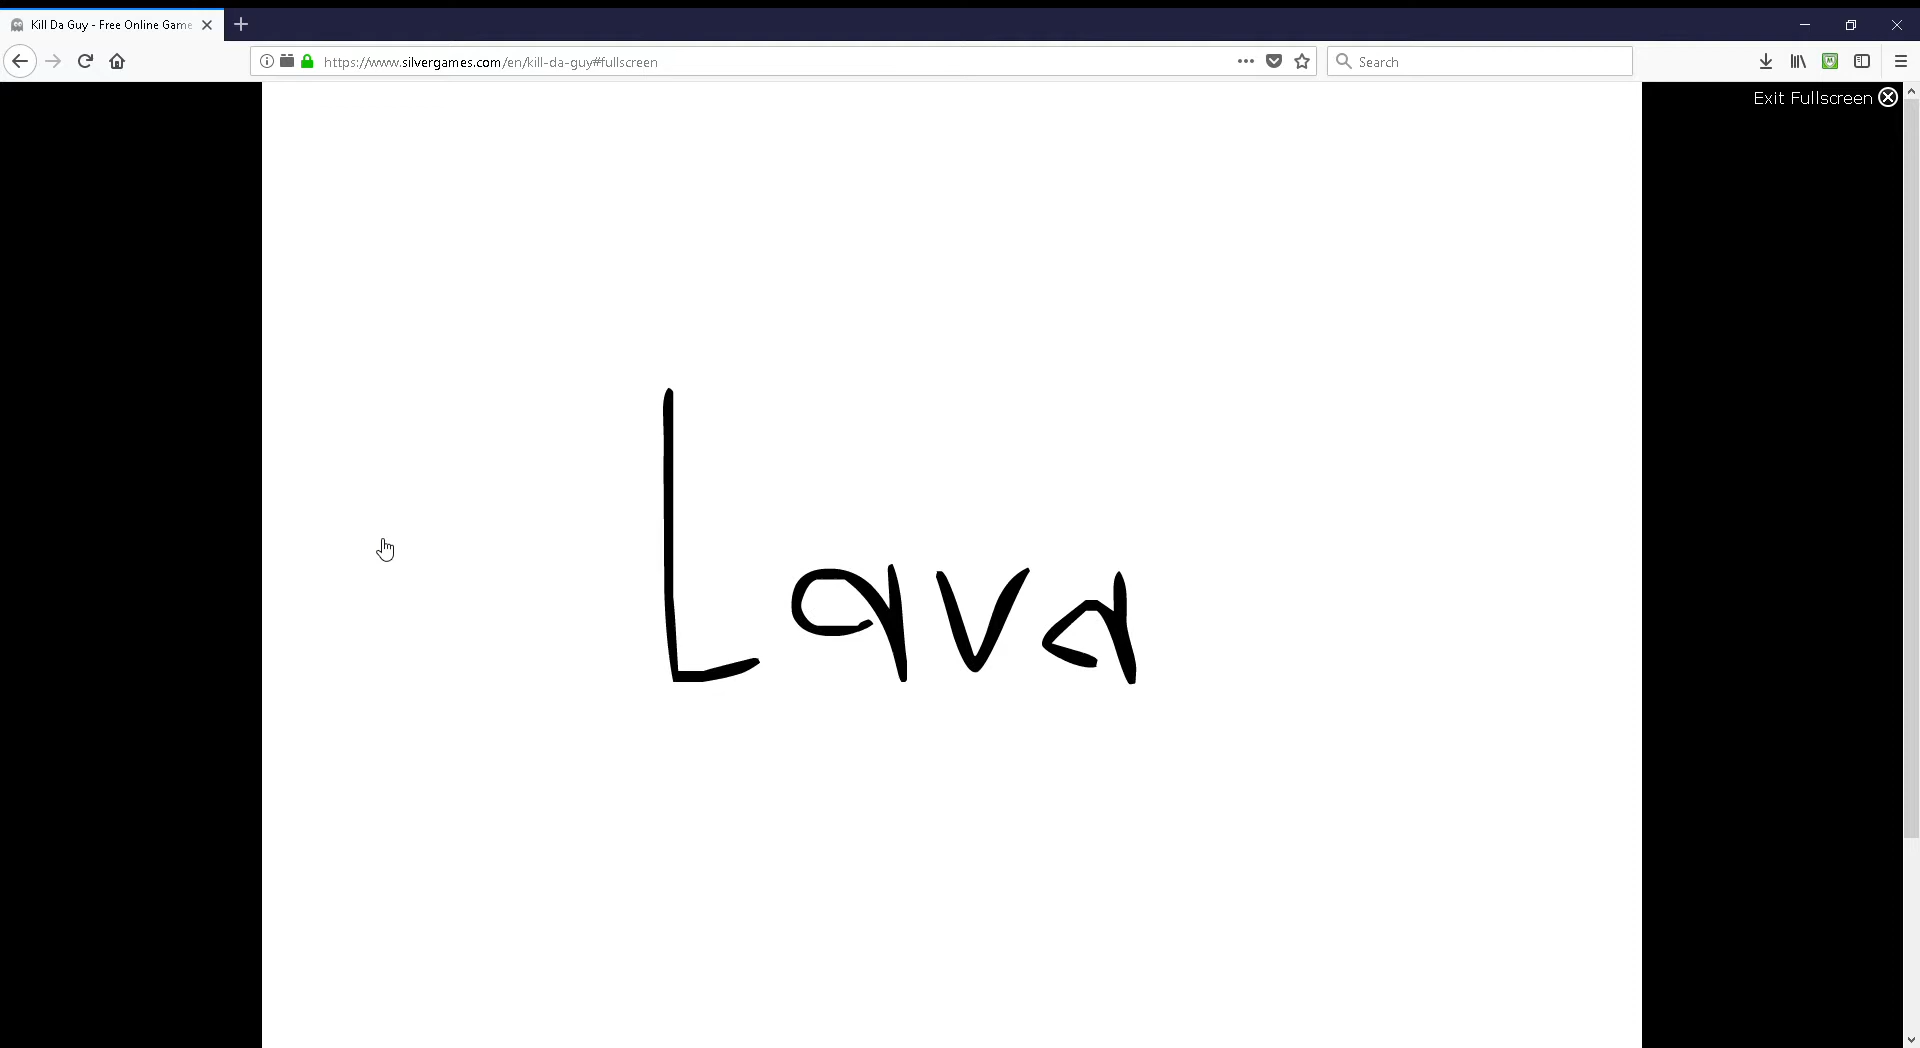 Kill Da Guy - Free Online Game
https://www.silvergames.com/en/kill-da-guy#fullscreen
Search
Exit Fullscreen
Lava